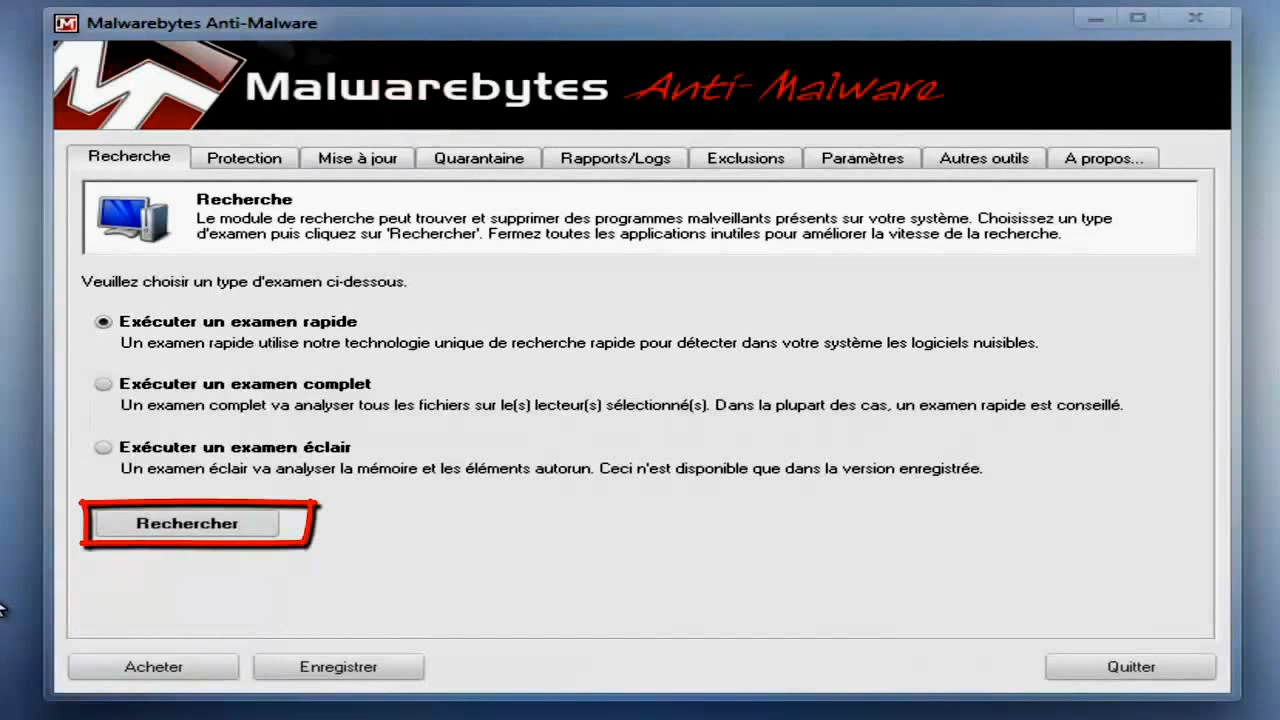 Malwarebytes Anti-Malware
Malwarebytes Anti-Malware
Recherche Protection Mise à jour Quarantaine Rapports/Logs Exclusions Paramètres Autres outils A propos...
Recherche
Le module de recherche peut trouver et supprimer des programmes malveillants présents sur votre système. Choisissez un type
d'examen puis cliquez sur 'Rechercher'. Fermez toutes les applications inutiles pour améliorer la vitesse de la recherche.
Veuillez choisir un type d'examen ci-dessous.
Exécuter un examen rapide
Un examen rapide utilise notre technologie unique de recherche rapide pour détecter dans votre système les logiciels nuisibles.
Exécuter un examen complet
Un examen complet va analyser tous les fichiers sur le(s) lecteur(s) sélectionné(s). Dans la plupart des cas, un examen rapide est conseillé.
Exécuter un examen éclair
Un examen éclair va analyser la mémoire et les éléments autorun. Ceci n'est disponible que dans la version enregistrée.
Rechercher
Acheter Enregistrer Quitter